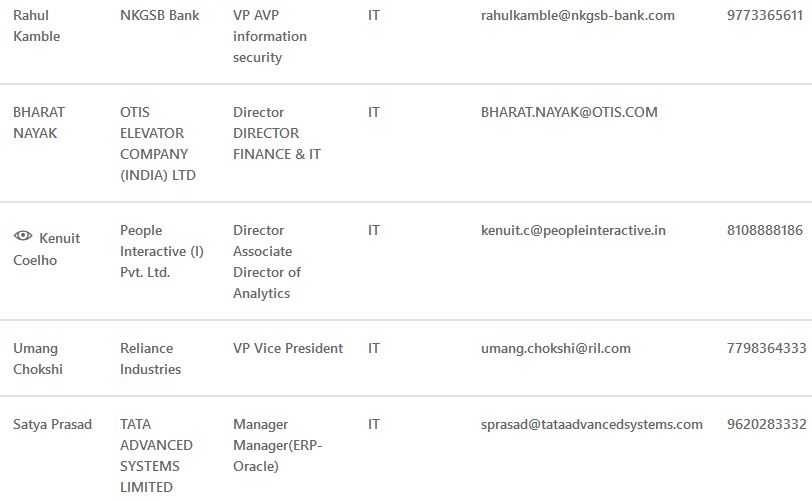 Rahul Kamble NKGSB Bank VP AVP information security IT rahulkamble@nkgsb-bank.com 9773365611
BHARAT NAYAK OTIS ELEVATOR COMPANY (INDIA) LTD Director DIRECTOR FINANCE & IT IT BHARAT.NAYAK@OTIS.COM
Kenuit Coelho People Interactive (I) Pvt. Ltd. Director Associate Director of Analytics IT kenuit.c@peopleinteractive.in 8108888186
Umang Chokshi Reliance Industries VP Vice President IT umang.chokshi@ril.com 7798364333
Satya Prasad TATA ADVANCED SYSTEMS LIMITED Manager Manager(ERP-Oracle) IT sprasad@tataadvancedsystems.com 9620283332